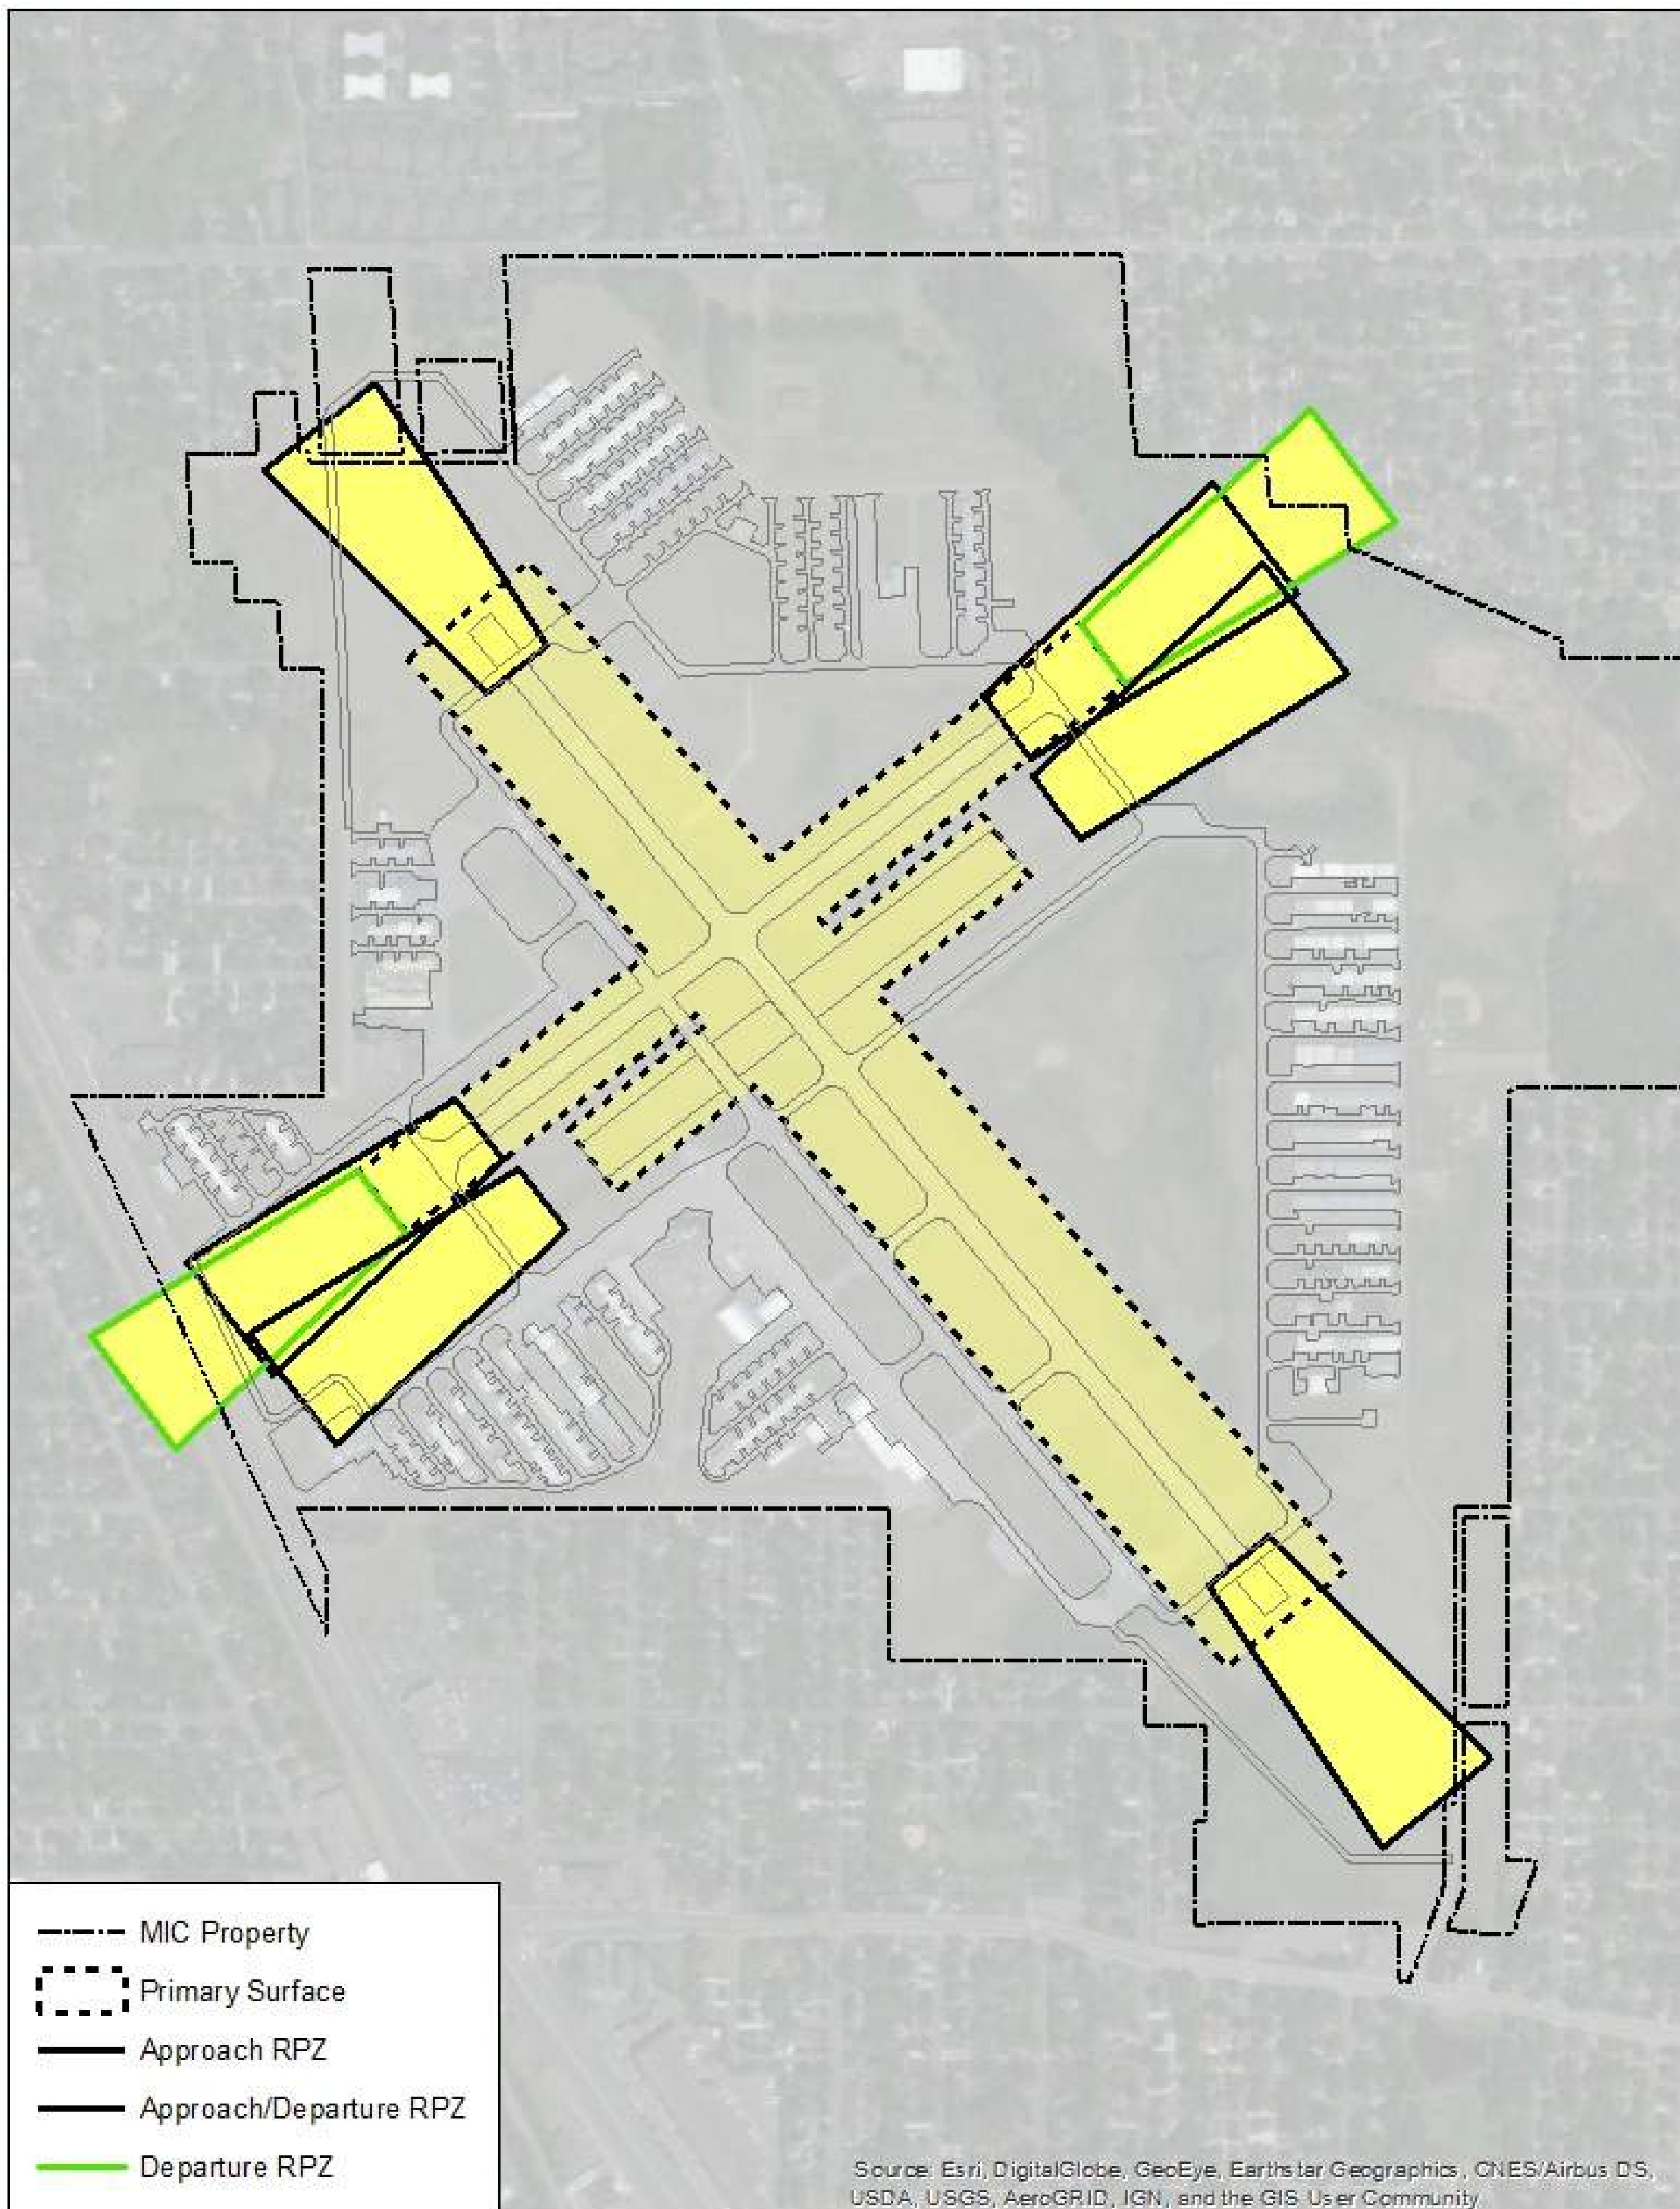 MIC Property
Primary Surface
Approach RPZ
Approach/Departure RPZ
Departure RPZ
Source: Esri, DigitalGlobe, GeoEye, Earthstar Geographics, CNES/Airbus DS,
USDA, USGS, AeroGRID, IGN, and the GIS User Community